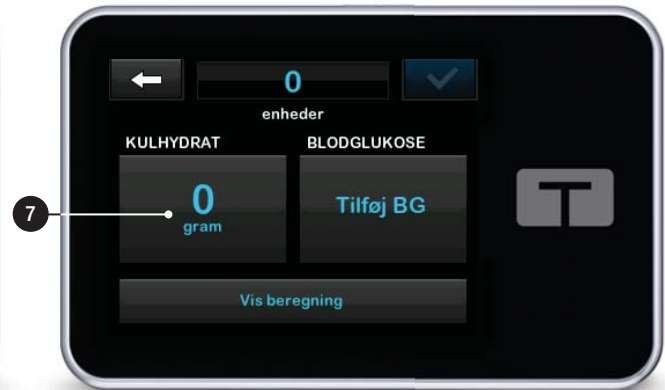 0
enheder
KULHYDRAT BLODGLUKOSE
7
0
gram
Tilføj BG
Vis beregning
T